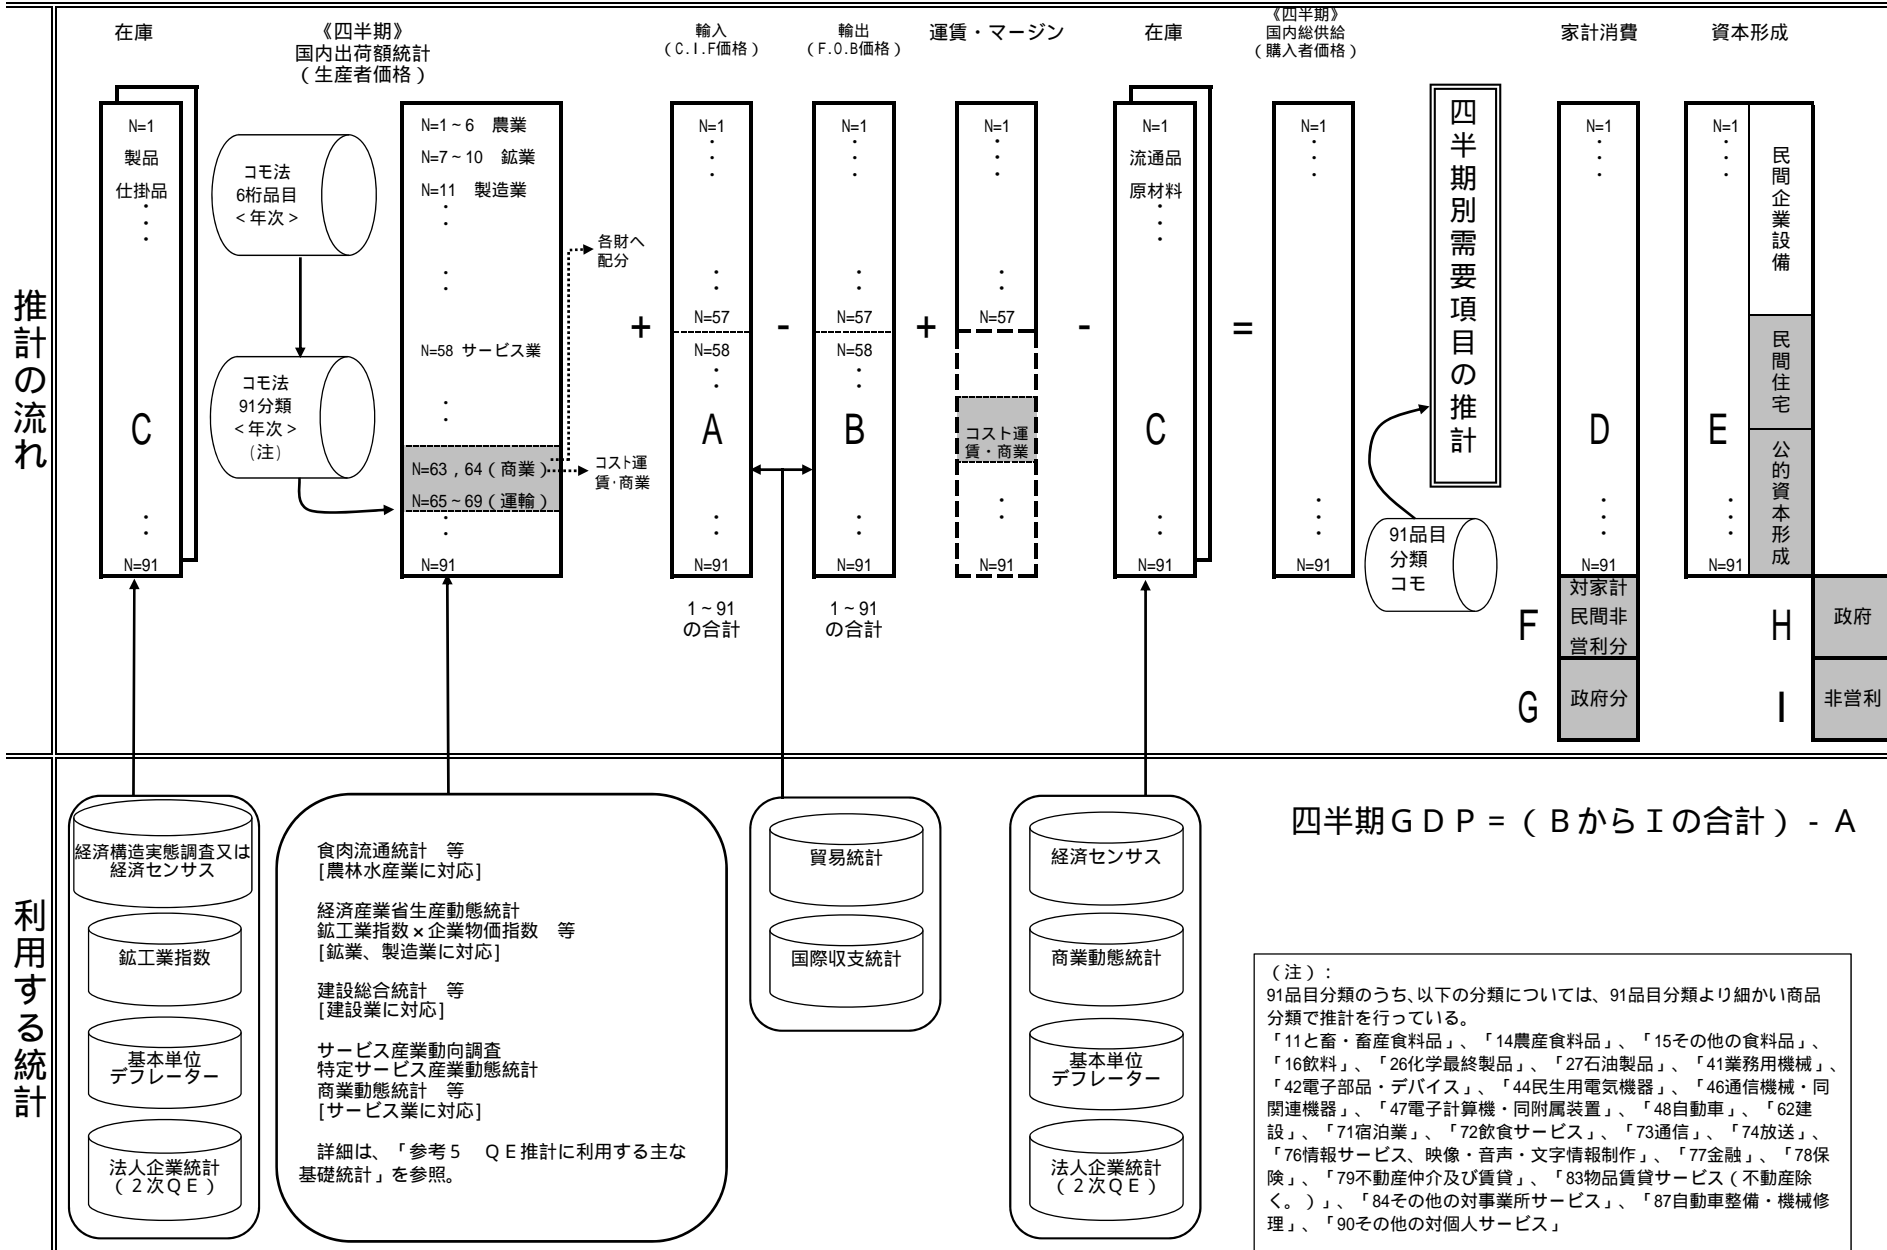 推計の流れ
在庫
N=1
製品
仕掛品
C
N=91
コモ法
6桁品目
<年次>
コモ法
91分類
<年次>
(注)
《四半期》
国内出荷額統計
(生産者価格)
N=1~6 農業
N=7~10 鉱業
N=11 製造業
N=58 サービス業
N=63,64(商業)
N=65~69(運輸)
N=91
各財へ
配分
コスト運
賃・商業
+
輸入
(C.I.F価格)
N=1
N=57
N=58
A
N=91
1~91
の合計
-
輸出
(F.O.B価格)
N=1
N=57
N=58
B
N=91
1~91
の合計
+
運賃・マージン
N=1
N=57
コスト運
賃・商業
N=91
-
在庫
N=1
流通品
原材料
C
N=91
=
《四半期》
国内総供給
(購入者価格)
N=1
N=91
四半期別需要項目の推計
91品目
分類
コモ
家計消費
N=1
D
N=91
F
対家計
民間非
営利分
G
政府分
資本形成
N=1
E
N=91
民間企業設備
民間住宅
公的資本形成
H
政府
I
非営利
利用する統計
経済構造実態調査又は
経済センサス
鉱工業指数
基本単位
デフレーター
法人企業統計
(2次QE)
食肉流通統計 等
[農林水産業に対応]
経済産業省生産動態統計
鉱工業指数×企業物価指数 等
[鉱業、製造業に対応]
建設総合統計 等
[建設業に対応]
サービス産業動向調査
特定サービス産業動態統計
商業動態統計 等
[サービス業に対応]
詳細は、「参考5 QE推計に利用する主な
基礎統計」を参照。
貿易統計
国際収支統計
経済センサス
商業動態統計
基本単位
デフレーター
法人企業統計
(2次QE)
四半期GDP=(BからIの合計)-A
(注):
91品目分類のうち、以下の分類については、91品目分類より細かい商品
分類で推計を行っている。
「11と畜・畜産食料品」、「14農産食料品」、「15その他の食料品」、
「16飲料」、「26化学最終製品」、「27石油製品」、「41業務用機械」、
「42電子部品・デバイス」、「44民生用電気機器」、「46通信機械・同
関連機器」、「47電子計算機・同附属装置」、「48自動車」、「62建
設」、「71宿泊業」、「72飲食サービス」、「73通信」、「74放送」、
「76情報サービス、映像・音声・文字情報制作」、「77金融」、「78保
険」、「79不動産仲介及び賃貸」、「83物品賃貸サービス(不動産除
く。)」、「84その他の対事業所サービス」、「87自動車整備・機械修
理」、「90その他の対個人サービス」